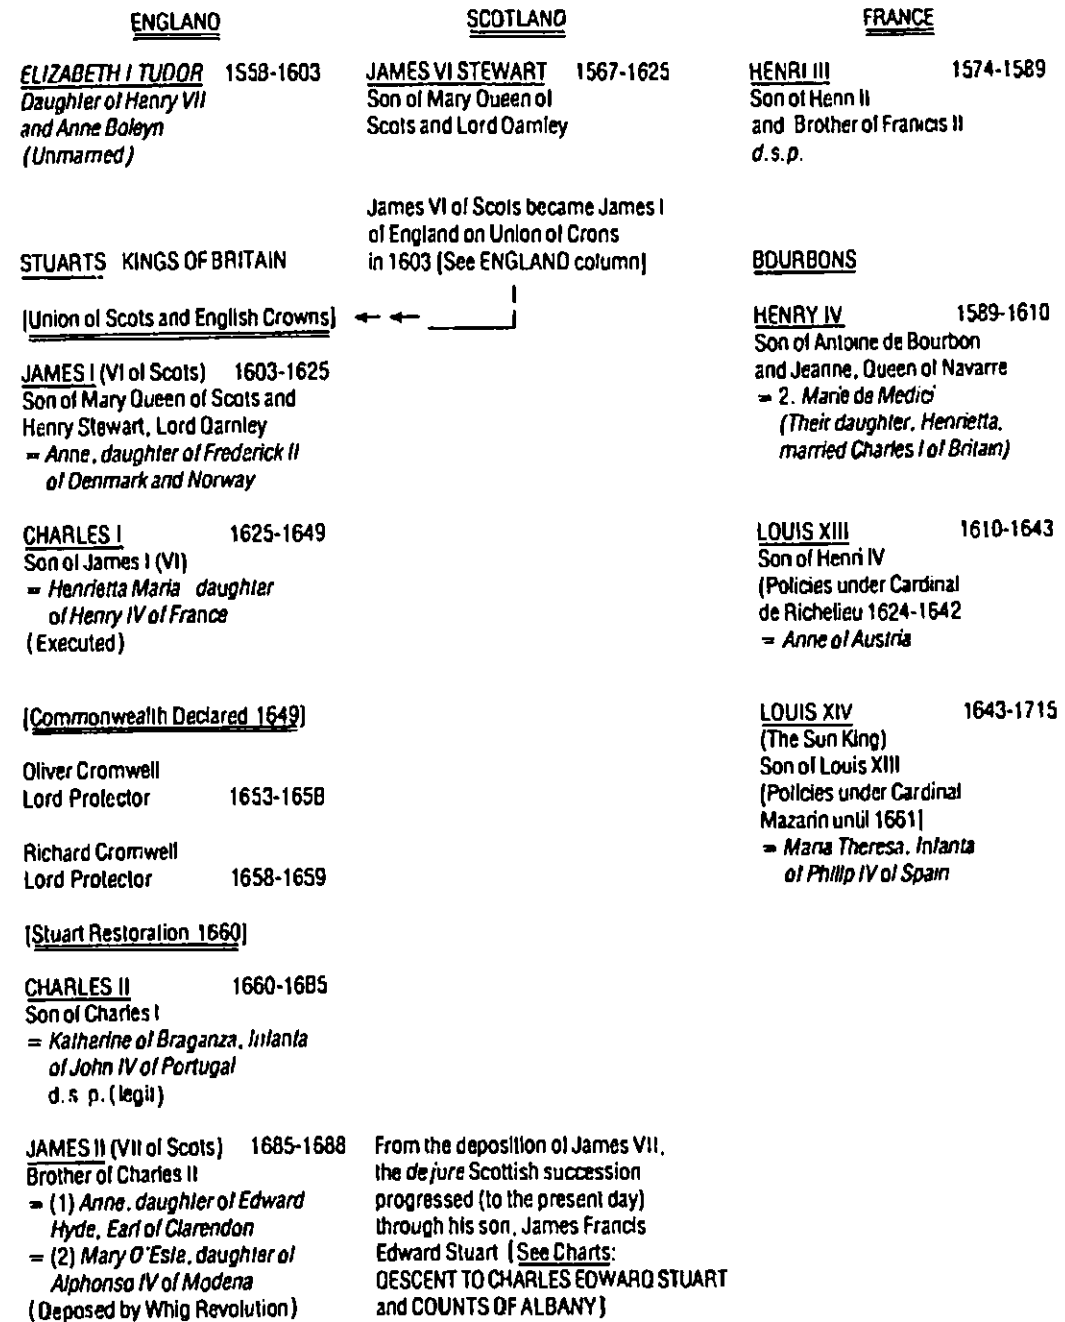 ENGLAND
ELIZABETH I TUDOR 1558-1603
Daughter of Henry VII
and Anne Boleyn
(Unmarried)
STUARTS KINGS OF BRITAIN
[Union of Scots and English Crowns]
JAMES I (VI of Scots) 1603-1625
Son of Mary Queen of Scots and
Henry Stewart, Lord Darnley
= Anne, daughter of Frederick II
of Denmark and Norway
CHARLES I 1625-1649
Son of James I (VI)
= Henrietta Maria daughter
of Henry IV of France
(Executed)
[Commonwealth Declared 1649]
Oliver Cromwell
Lord Protector 1653-1658
Richard Cromwell
Lord Protector 1658-1659
[Stuart Restoration 1660]
CHARLES II 1660-1685
Son of Charles I
= Katherine of Braganza, Infanta
of John IV of Portugal
d.s p. (legit)
JAMES II (VII of Scots) 1685-1688
Brother of Charles II
= (1) Anne, daughter of Edward
Hyde, Earl of Clarendon
= (2) Mary D'Este, daughter of
Alphonso IV of Modena
(Deposed by Whig Revolution)
SCOTLAND
JAMES VI STEWART 1567-1625
Son of Mary Queen of
Scots and Lord Darnley
James VI of Scots became James I
of England on Union of Crons
in 1603 [See ENGLAND column]
From the deposition of James VII,
the de jure Scottish succession
progressed (to the present day)
through his son, James Francis
Edward Stuart [See Charts:
DESCENT TO CHARLES EDWARD STUART
and COUNTS OF ALBANY]
FRANCE
HENRI III 1574-1589
Son of Henri II
and Brother of Francis II
d.s.p.
BOURBONS
HENRY IV 1589-1610
Son of Antoine de Bourbon
and Jeanne, Queen of Navarre
= 2. Marie de Medici
(Their daughter, Henrietta,
married Charles I of Britain)
LOUIS XIII 1610-1643
Son of Henri IV
(Policies under Cardinal
de Richelieu 1624-1642
= Anne of Austria
LOUIS XIV 1643-1715
(The Sun King)
Son of Louis XIII
[Policies under Cardinal
Mazarin until 1661]
= Maria Theresa, Infanta
of Philip IV of Spain